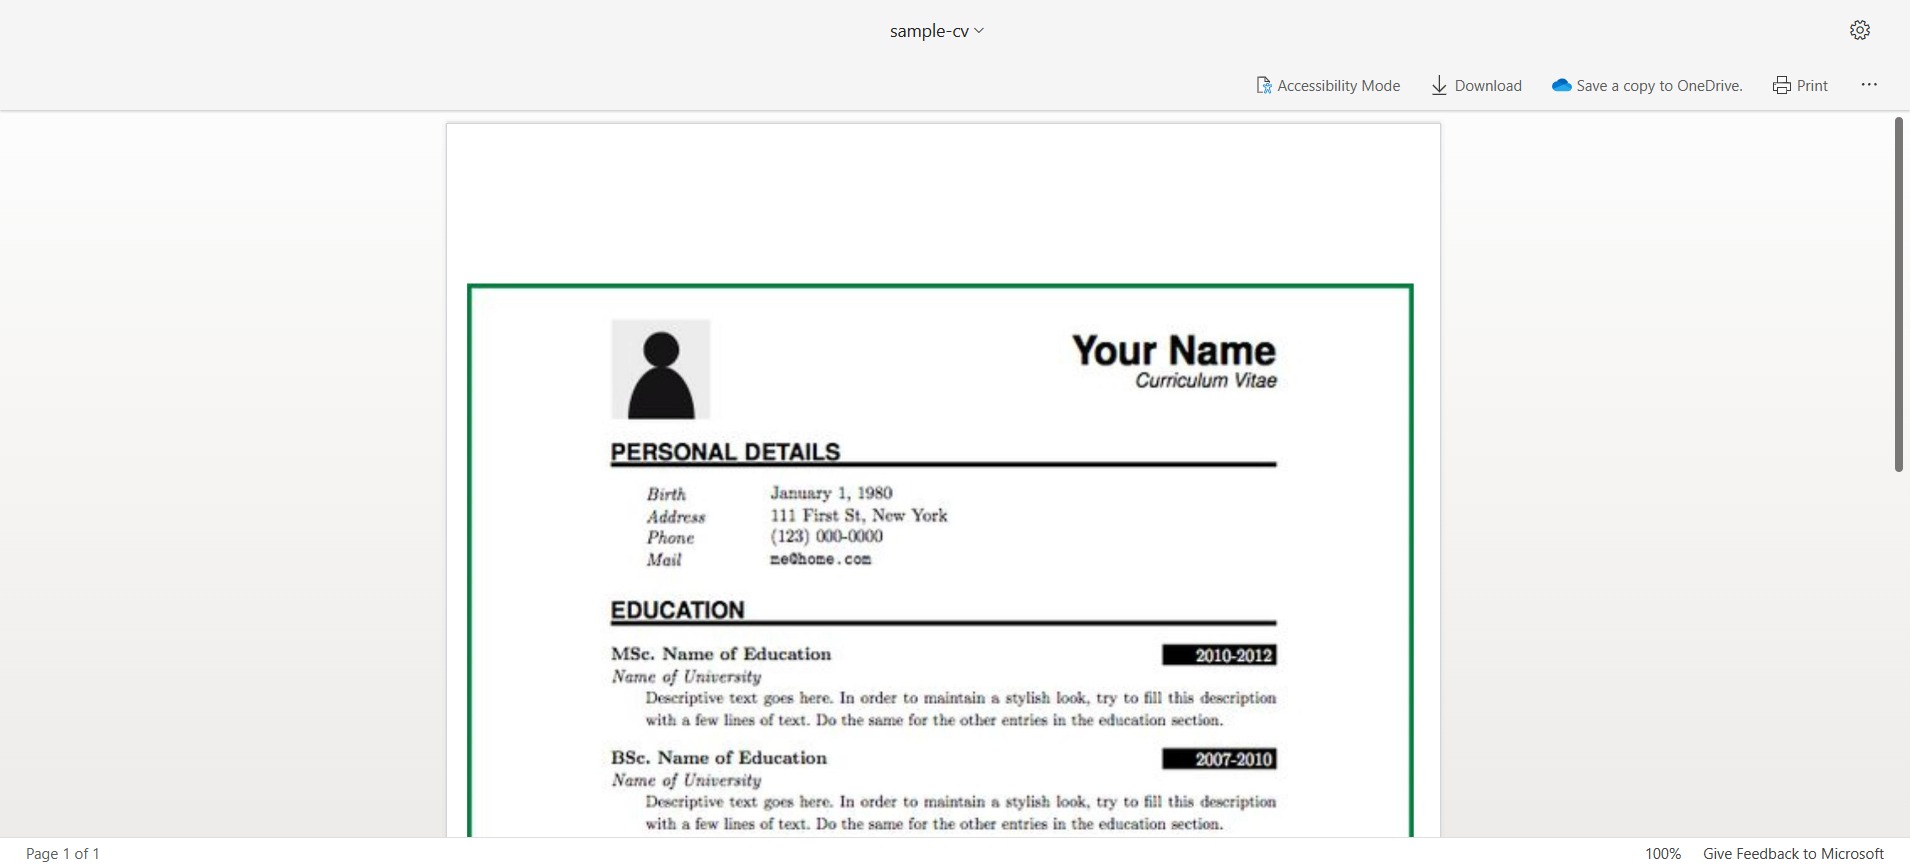 sample-cv
Accessibility Mode
Download
Save a copy to OneDrive.
Print
Your Name
Curriculum Vitae
PERSONAL DETAILS
Birth January 1, 1980
Address 111 First St, New York
Phone (123) 000-0000
Mail me@home.com
EDUCATION
MSc. Name of Education 2010-2012
Name of University
Descriptive text goes here. In order to maintain a stylish look, try to fill this description
with a few lines of text. Do the same for the other entries in the education section.
BSc. Name of Education 2007-2010
Name of University
Descriptive text goes here. In order to maintain a stylish look, try to fill this description
with a few lines of text. Do the same for the other entries in the education section.
Page 1 of 1
100% Give Feedback to Microsoft